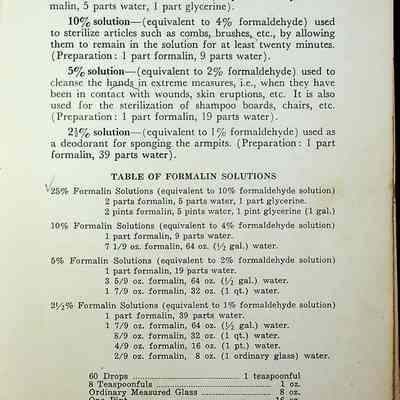 malin, 5 parts water, 1 part glycerine).
10% solution—(equivalent to 4% formaldehyde) used
to sterilize articles such as combs, brushes, etc., by allowing
them to remain in the solution for at least twenty minutes.
(Preparation: 1 part formalin, 9 parts water).
5% solution—(equivalent to 2% formaldehyde) used to
cleanse the hands in extreme measures, i.e., when they have
been in contact with wounds, skin eruptions, etc. It is also
used for the sterilization of shampoo boards, chairs, etc.
(Preparation: 1 part formalin, 19 parts water).
2½% solution—(equivalent to 1% formaldehyde) used as
a deodorant for sponging the armpits. (Preparation: 1 part
formalin, 39 parts water).
TABLE OF FORMALIN SOLUTIONS
√25% Formalin Solutions (equivalent to 10% formaldehyde solution)
2 parts formalin, 5 parts water, 1 part glycerine.
2 pints formalin, 5 pints water, 1 pint glycerine (1 gal.)
10% Formalin Solutions (equivalent to 4% formaldehyde solution)
1 part formalin, 9 parts water.
7 1/9 oz. formalin, 64 oz. (½ gal.) water.
5% Formalin Solutions (equivalent to 2% formaldehyde solution)
1 part formalin, 19 parts water.
3 5/9 oz. formalin, 64 oz. (½ gal.) water.
1 7/9 oz. formalin, 32 oz. (1 qt.) water.
2½% Formalin Solutions (equivalent to 1% formaldehyde solution)
1 part formalin, 39 parts water.
1 7/9 oz. formalin, 64 oz. (½ gal.) water.
8/9 oz. formalin, 32 oz. (1 qt.) water.
4/9 oz. formalin, 16 oz. (1 pt.) water.
2/9 oz. formalin, 8 oz. (1 ordinary glass) water.
60 Drops ........ 1 teaspoonful
8 Teaspoonfuls ........ 1 oz.
Ordinary Measured Glass ........ 8 oz.
One Pint ........ 16 oz.